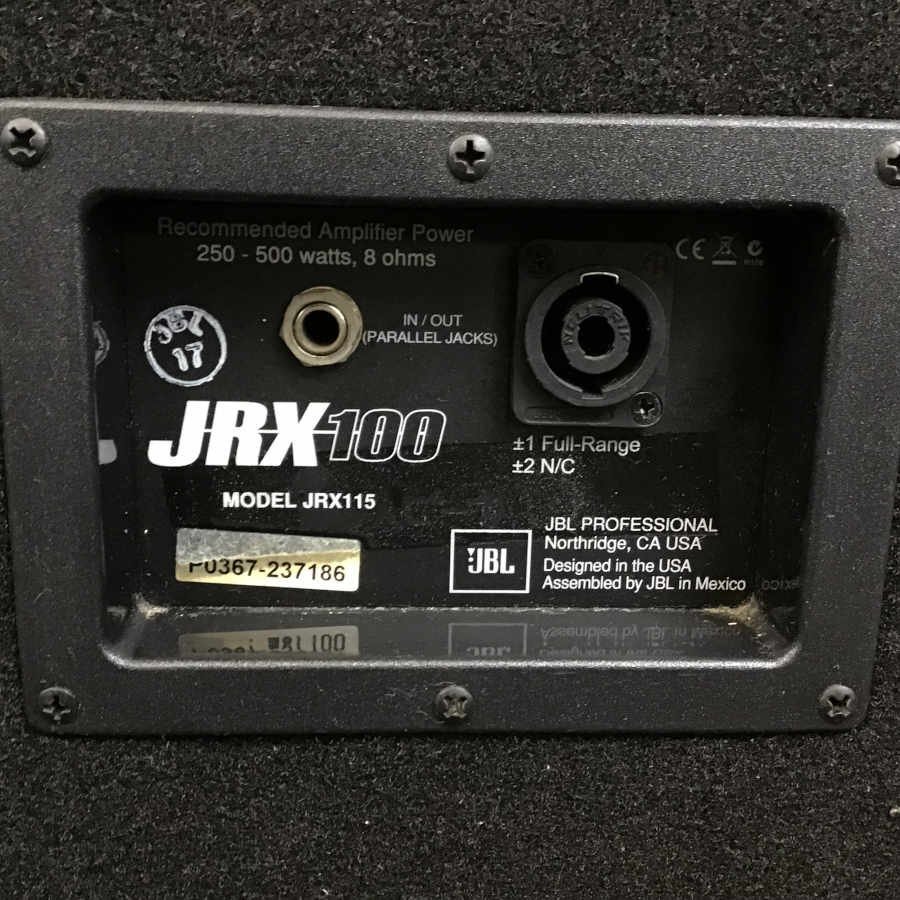 Recommended Amplifier Power
250 - 500 watts, 8 ohms
IN / OUT
(PARALLEL JACKS)
NEUTRIK
CE
JBL
17
JRX100
±1 Full-Range
±2 N/C
MODEL JRX115
P0367-237186
JBL
JBL PROFESSIONAL
Northridge, CA USA
Designed in the USA
Assembled by JBL in Mexico